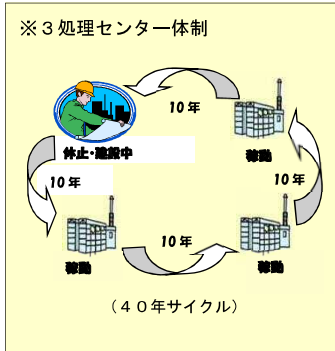 ※３処理センター体制
10年
稼動
休止・建設中
10年
10年
10年
稼動
稼動
（４０年サイクル）